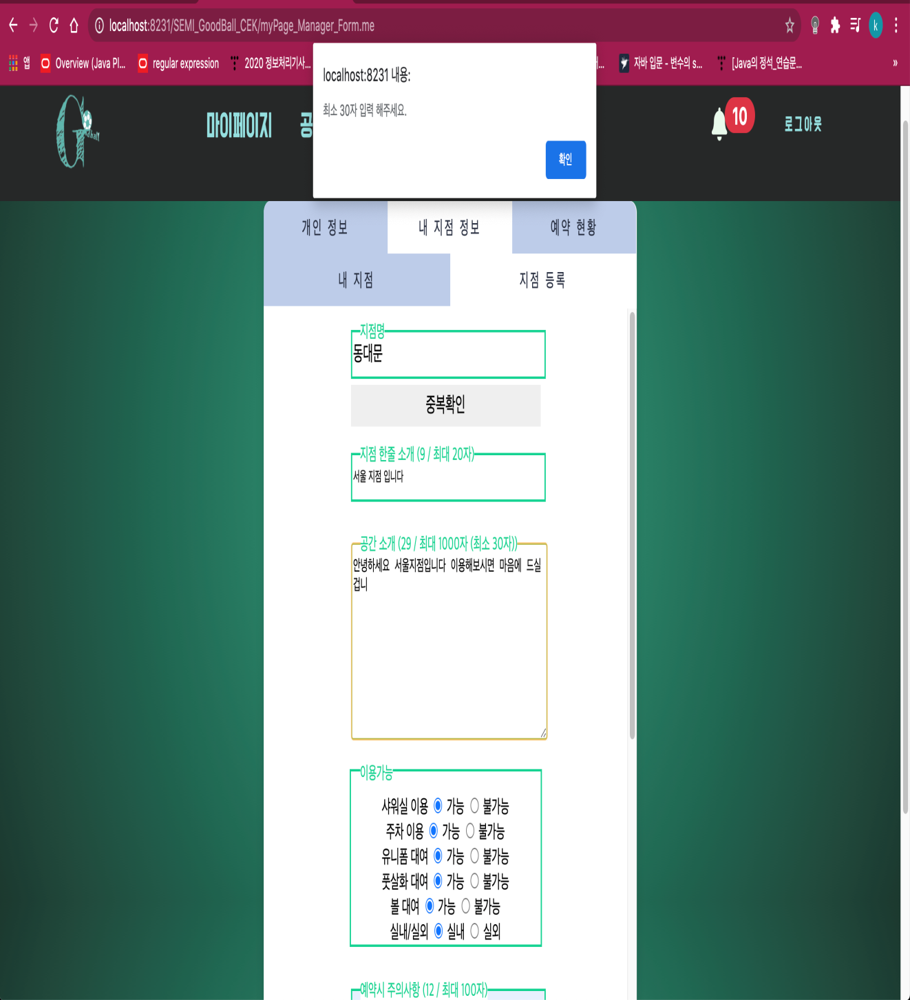 localhost:8231/SEMI_GoodBall_CEK/myPage_Manager_Form.me
k
앱
Overview (Java Pl...
regular expression
2020 정보처리기사...
자바 입문 - 변수의 s...
[Java의 정석_연습문...
»
localhost:8231 내용:
최소 30자 입력 해주세요.
확인
마이페이지
공
10
로그아웃
개인 정보
내 지점 정보
예약 현황
내 지점
지점 등록
지점명
동대문
중복확인
지점 한줄 소개 (9 / 최대 20자)
서울 지점 입니다
공간 소개 (29 / 최대 1000자 (최소 30자))
안녕하세요 서울지점입니다 이용해보시면 마음에 드실
겁니
이용가능
샤워실 이용 가능 불가능
주차 이용 가능 불가능
유니폼 대여 가능 불가능
풋살화 대여 가능 불가능
볼 대여 가능 불가능
실내/실외 실내 실외
예약시 주의사항 (12 / 최대 100자)